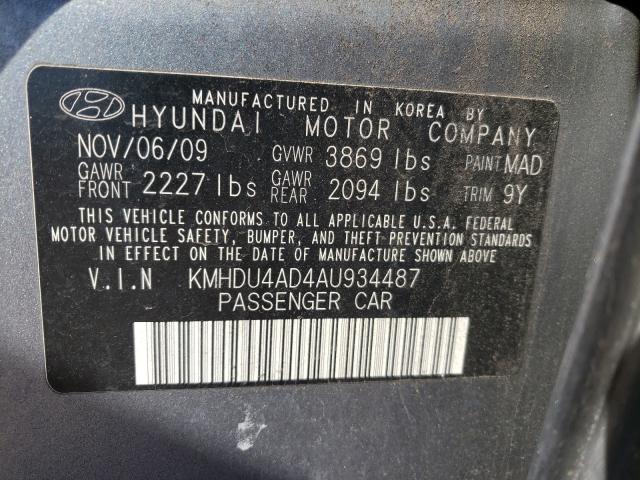 MANUFACTURED IN KOREA BY
HYUNDAI MOTOR COMPANY
NOV/06/09 GVWR 3869 lbs PAINT MAD
GAWR FRONT 2227 lbs GAWR REAR 2094 lbs TRIM 9Y
THIS VEHICLE CONFORMS TO ALL APPLICABLE U.S.A. FEDERAL
MOTOR VEHICLE SAFETY, BUMPER, AND THEFT PREVENTION STANDARDS
IN EFFECT ON THE DATE OF MANUFACTURE SHOWN ABOVE.
V.I.N KMHDU4AD4AU934487
PASSENGER CAR